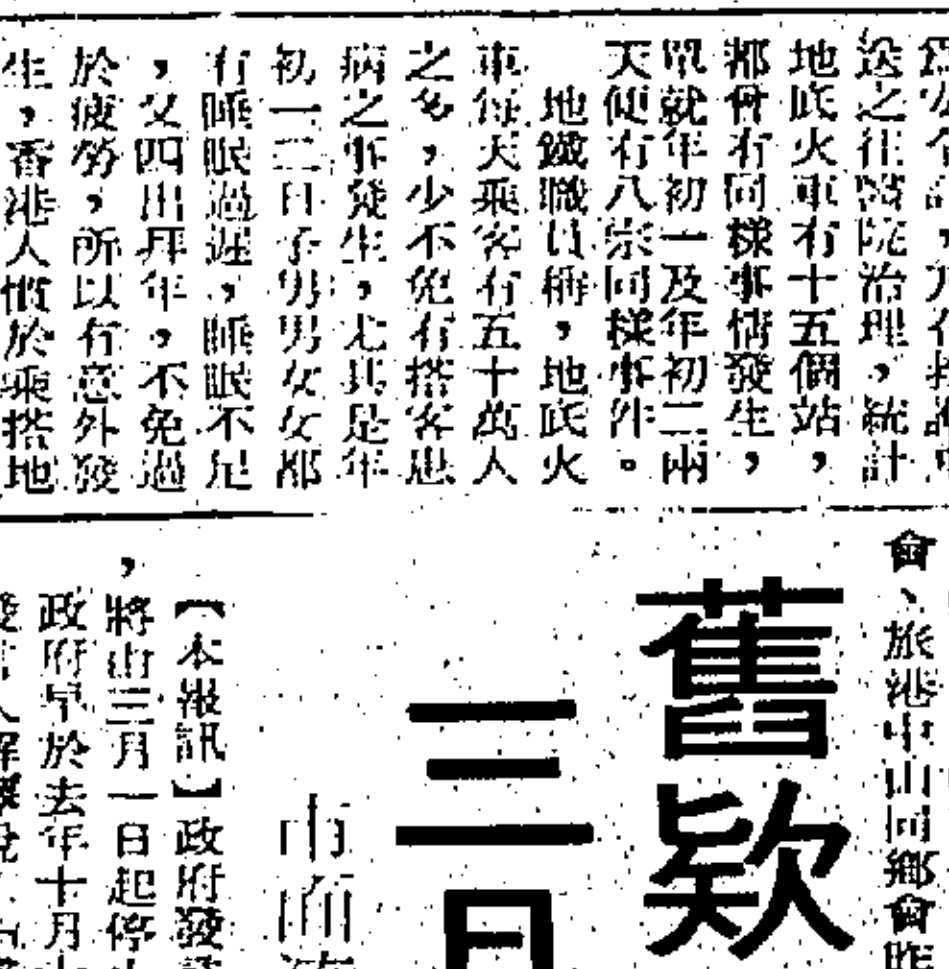 送之往醫院治理，統計
地底火車有十五個站，
都會有同樣事情發生，
單就年初一及年初二兩
天便有八宗同樣事件。
地鐵職員稱，地底火
車每天乘客有五十萬人
之多，少不免有搭客患
病之事發生，尤其是年
初一二日子男男女女都
有睡眠過遲，睡眠不足
，又四出拜年，不免過
於疲勞，所以有意外發
生，香港人慣於乘搭地
會、旅港中山同鄉會昨
舊欵
三日
市面
【本報訊】政府發
，將由三月一日起停
政府早於去年十月